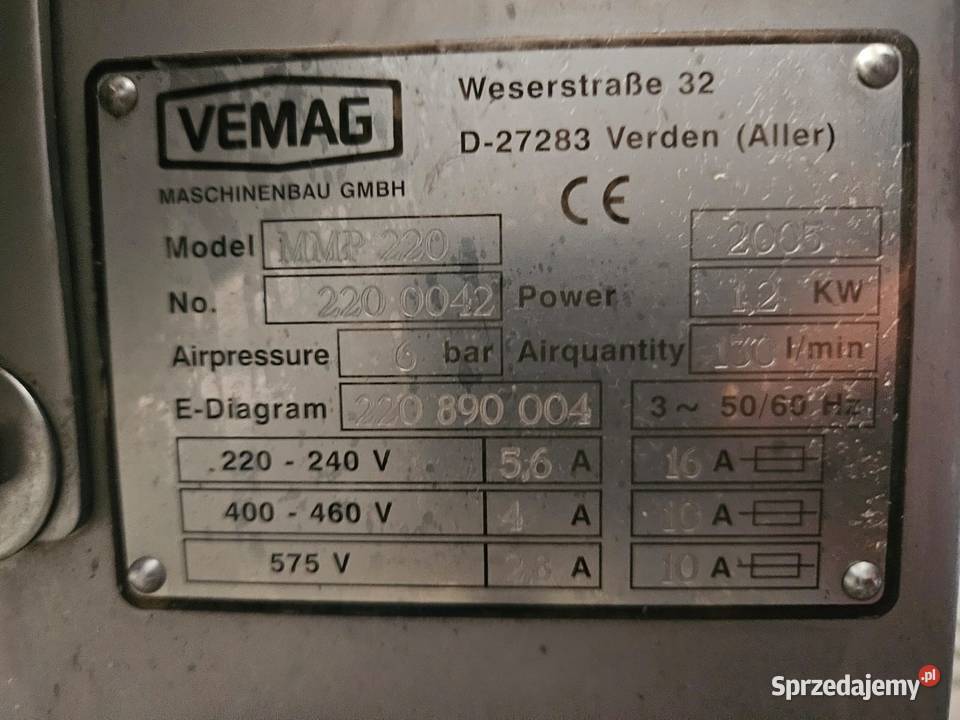 VEMAG
MASCHINENBAU GMBH
Weserstraße 32
D-27283 Verden (Aller)
CE
Model MMP 220 2005
No. 220 0042 Power 1,2 KW
Airpressure 6 bar Airquantity 130 l/min
E-Diagram 220 890 004 3~ 50/60 Hz
220 - 240 V 5,6 A 16 A
400 - 460 V 4 A 10 A
575 V 2,8 A 10 A
Sprzedajemy.pl